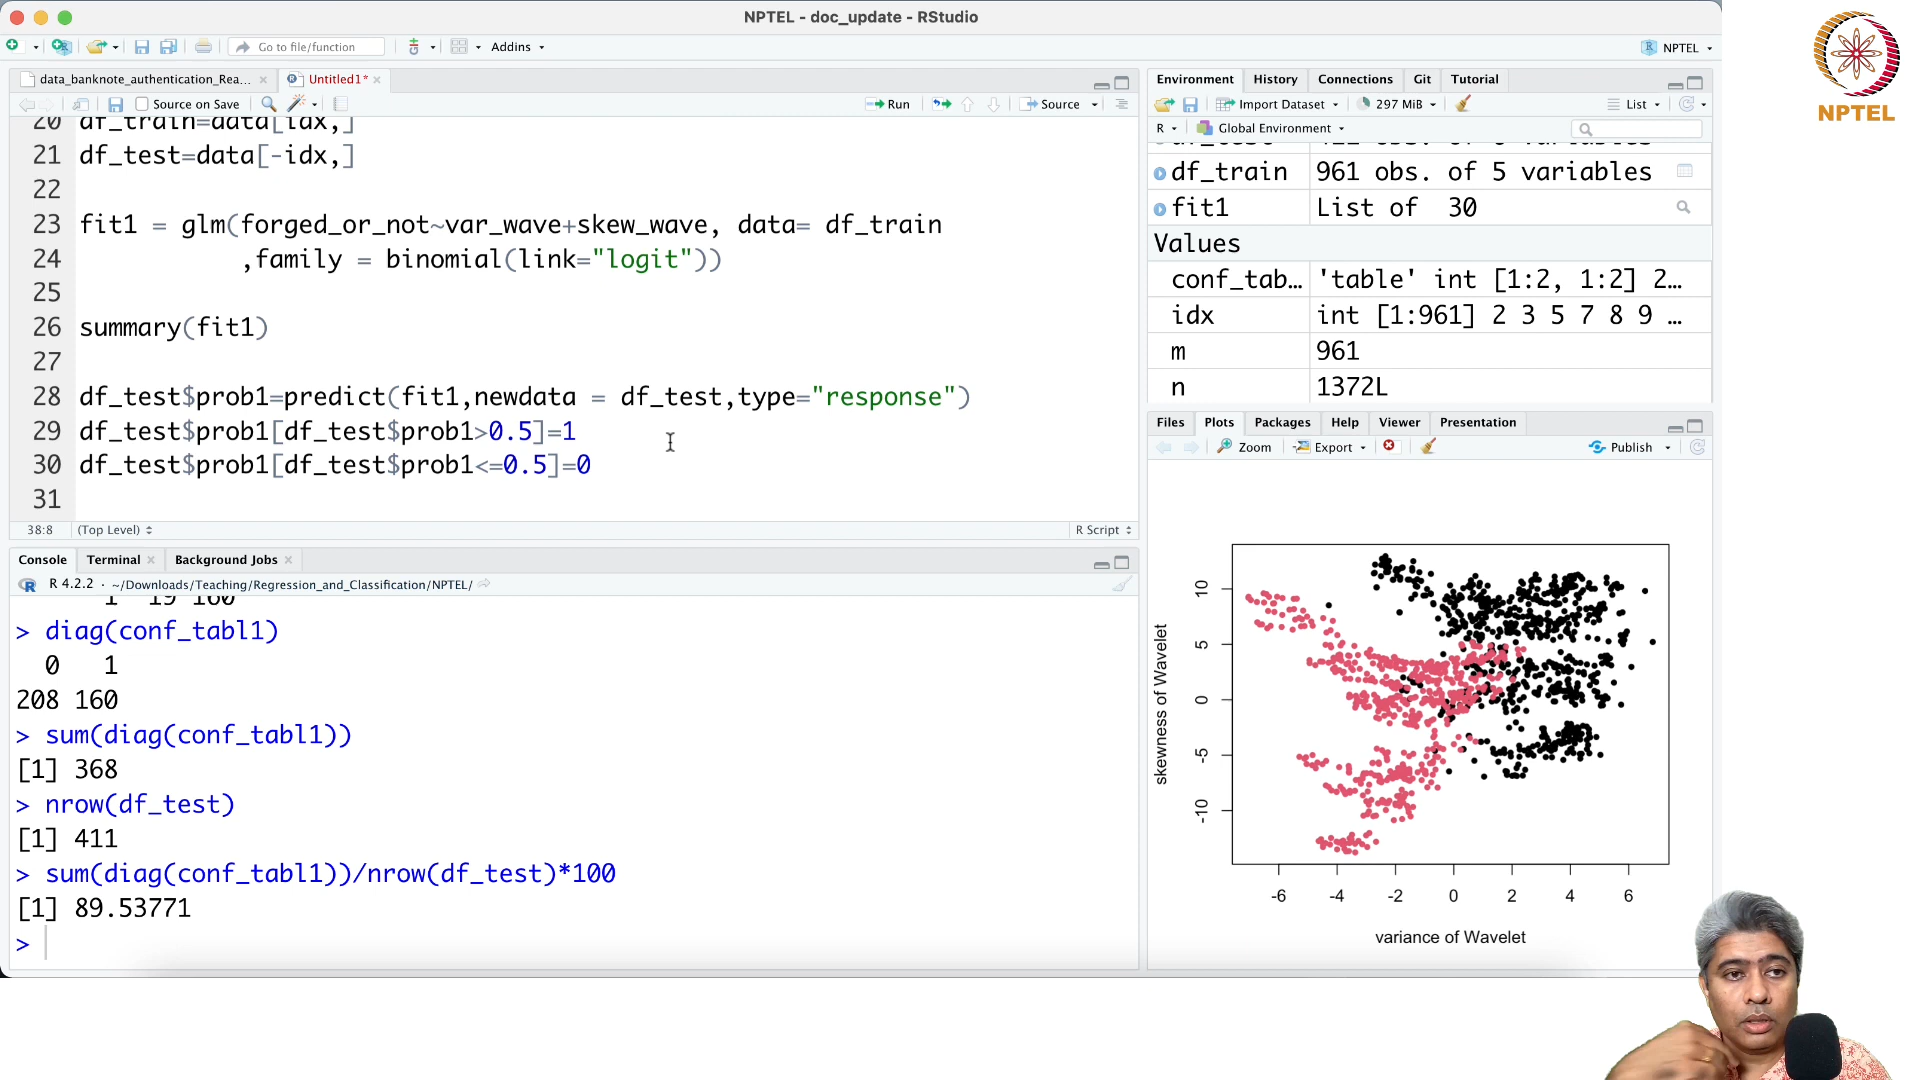 NPTEL - doc_update - RStudio
Go to file/function
Addins
NPTEL
data_banknote_authentication_Rea...
Untitled1*
Source on Save
Run
Source
20 df_train=data[idx,]
21 df_test=data[-idx,]
22
23 fit1 = glm(forged_or_not~var_wave+skew_wave, data= df_train
24 ,family = binomial(link="logit"))
25
26 summary(fit1)
27
28 df_test$prob1=predict(fit1,newdata = df_test,type="response")
29 df_test$prob1[df_test$prob1>0.5]=1
30 df_test$prob1[df_test$prob1<=0.5]=0
31
38:8 (Top Level) R Script
Console Terminal Background Jobs
R 4.2.2 · ~/Downloads/Teaching/Regression_and_Classification/NPTEL/
1 19 160
> diag(conf_tabl1)
0 1
208 160
> sum(diag(conf_tabl1))
[1] 368
> nrow(df_test)
[1] 411
> sum(diag(conf_tabl1))/nrow(df_test)*100
[1] 89.53771
>
Environment History Connections Git Tutorial
Import Dataset 297 MiB List
R Global Environment
df_train 961 obs. of 5 variables
fit1 List of 30
Values
conf_tab... 'table' int [1:2, 1:2] 2...
idx int [1:961] 2 3 5 7 8 9 ...
m 961
n 1372L
Files Plots Packages Help Viewer Presentation
Zoom Export Publish
skewness of Wavelet
10
5
0
-5
-10
-6 -4 -2 0 2 4 6
variance of Wavelet
NPTEL